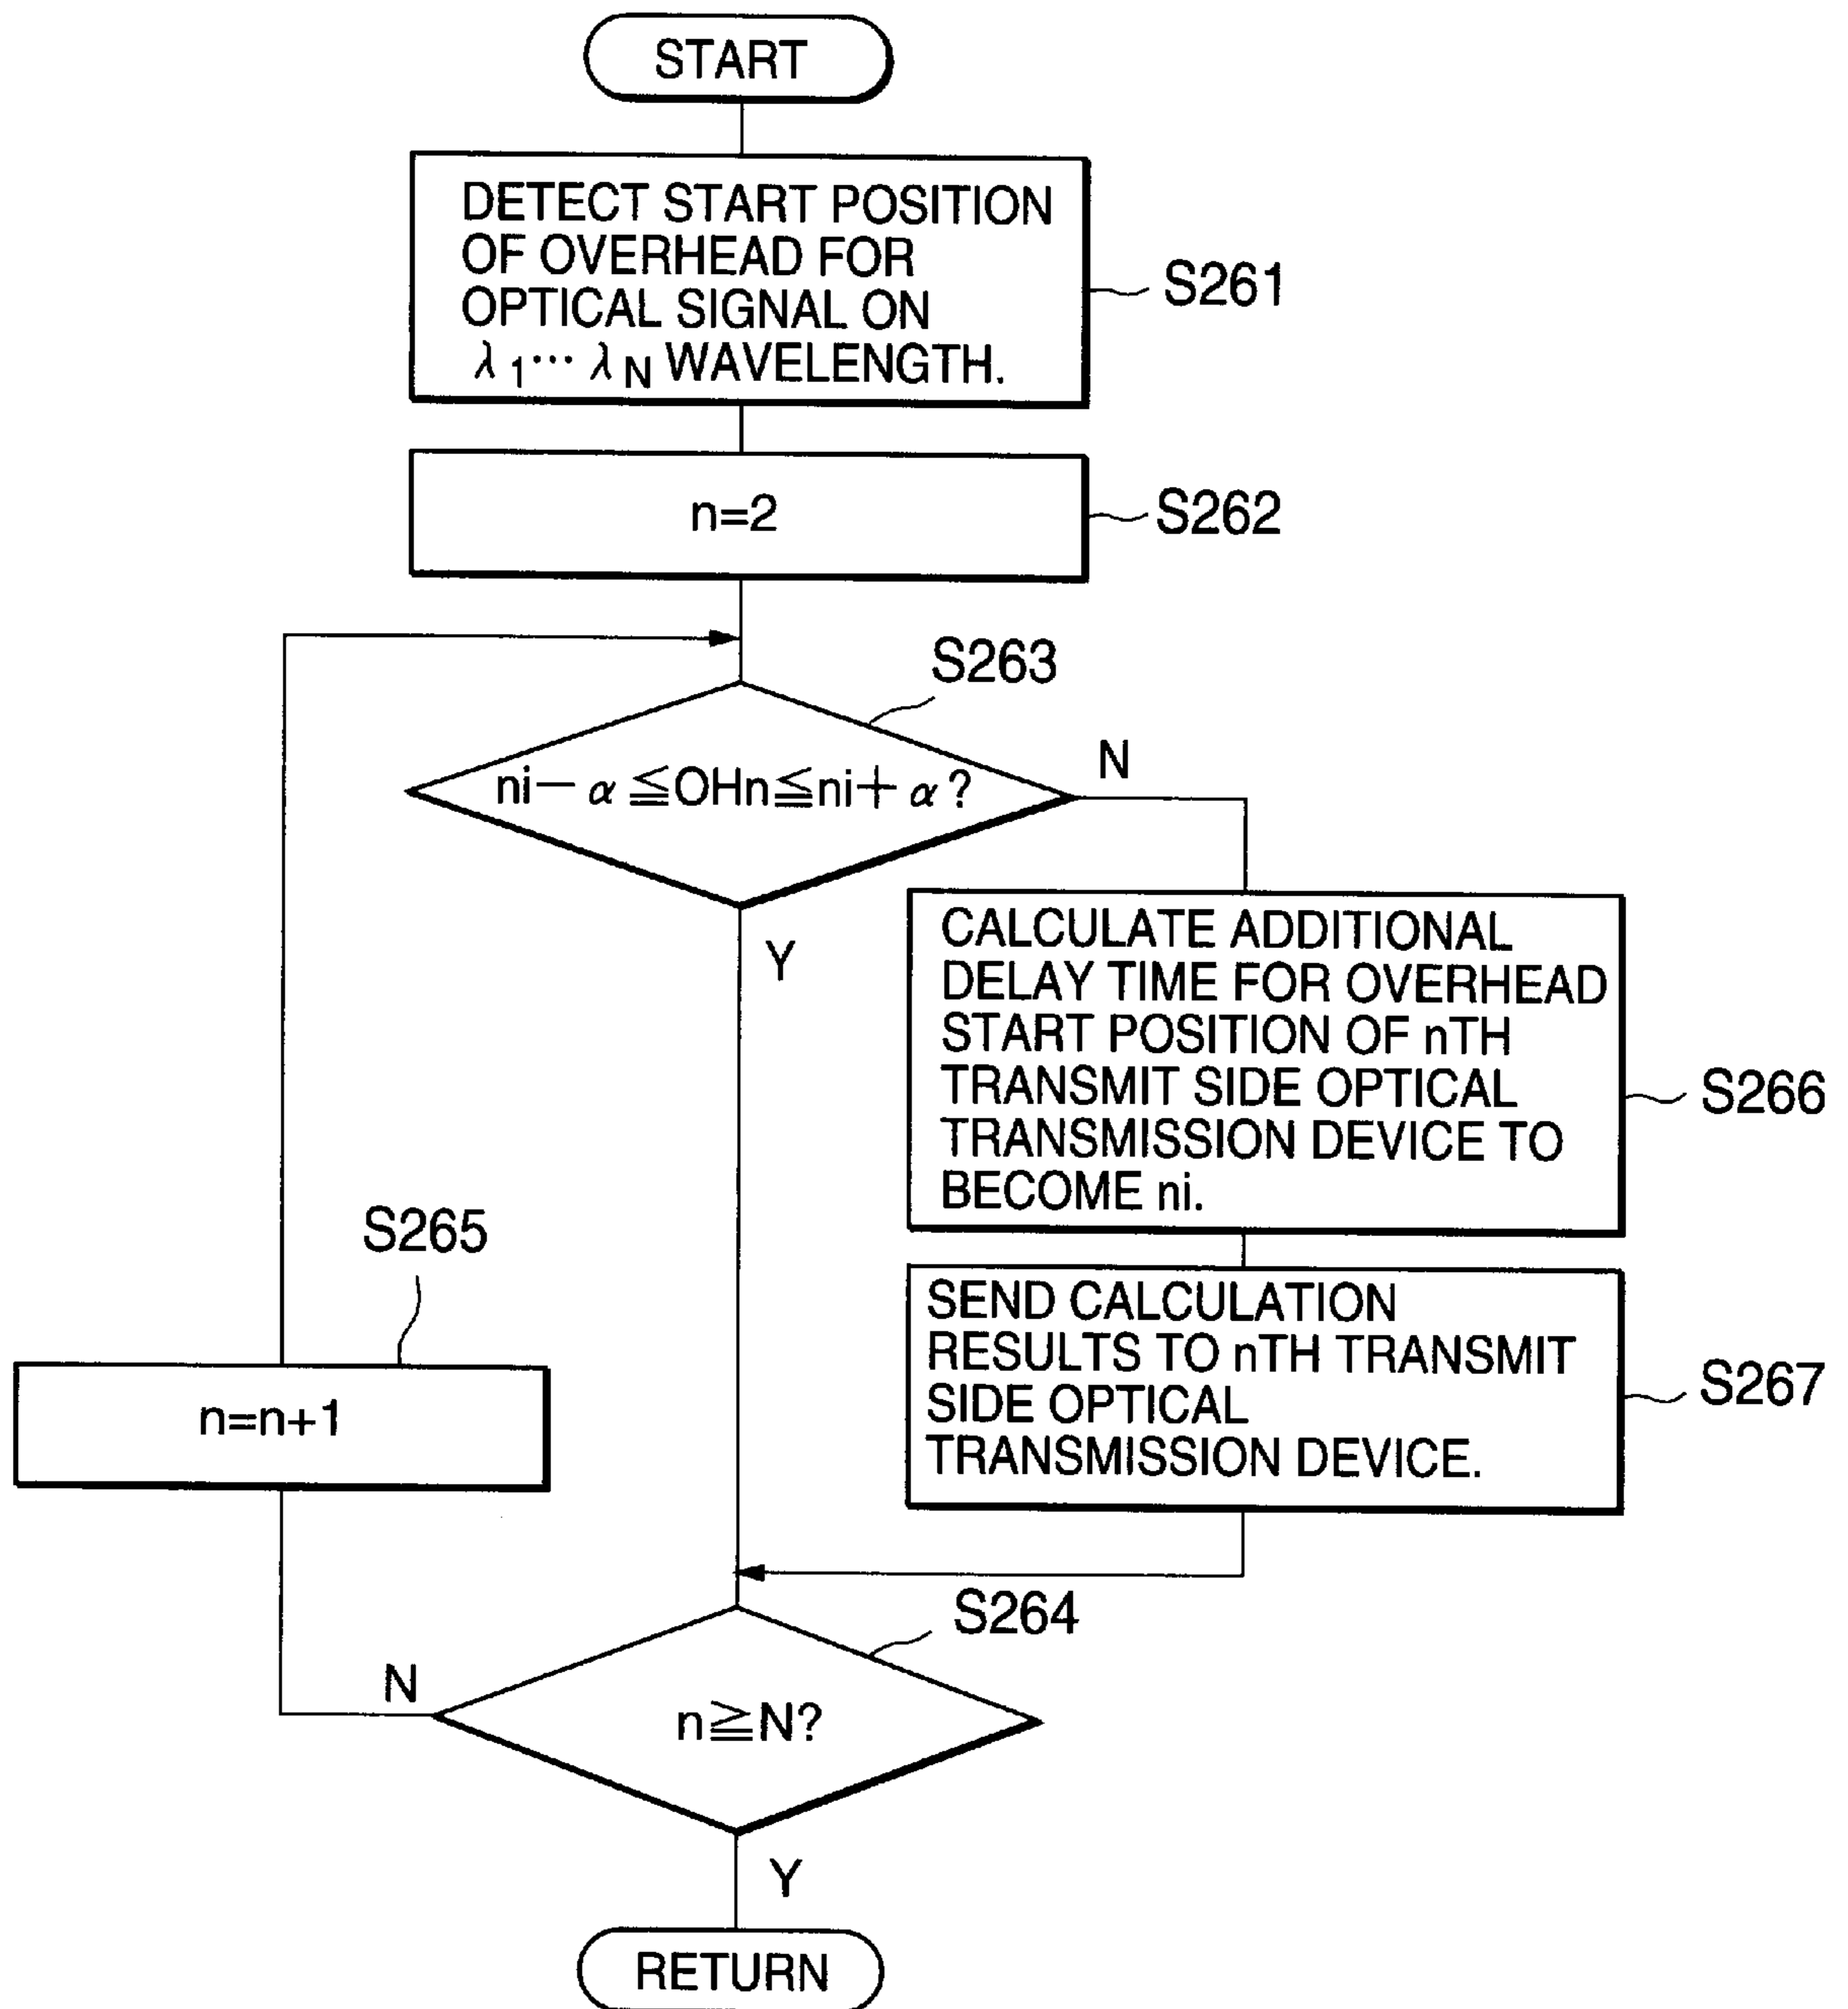 START
DETECT START POSITION
OF OVERHEAD FOR
OPTICAL SIGNAL ON
λ1··· λN WAVELENGTH.
S261
n=2
S262
S263
ni－α≦OHn≦ni＋α?
N
Y
CALCULATE ADDITIONAL
DELAY TIME FOR OVERHEAD
START POSITION OF nTH
TRANSMIT SIDE OPTICAL
TRANSMISSION DEVICE TO
BECOME ni.
S266
S265
n=n+1
SEND CALCULATION
RESULTS TO nTH TRANSMIT
SIDE OPTICAL
TRANSMISSION DEVICE.
S267
S264
N
n≧N?
Y
RETURN